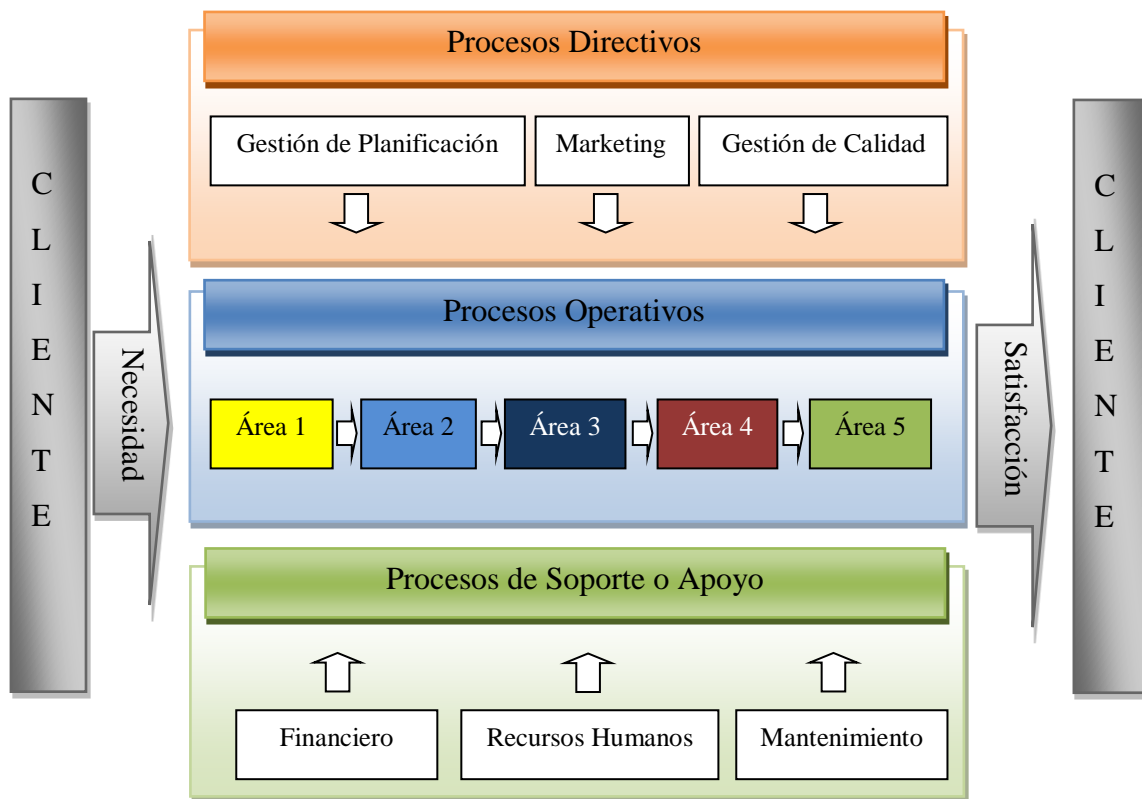 CLIENTE
Necesidad
Procesos Directivos
Gestión de Planificación
Marketing
Gestión de Calidad
Procesos Operativos
Área 1
Área 2
Área 3
Área 4
Área 5
Procesos de Soporte o Apoyo
Financiero
Recursos Humanos
Mantenimiento
Satisfacción
CLIENTE